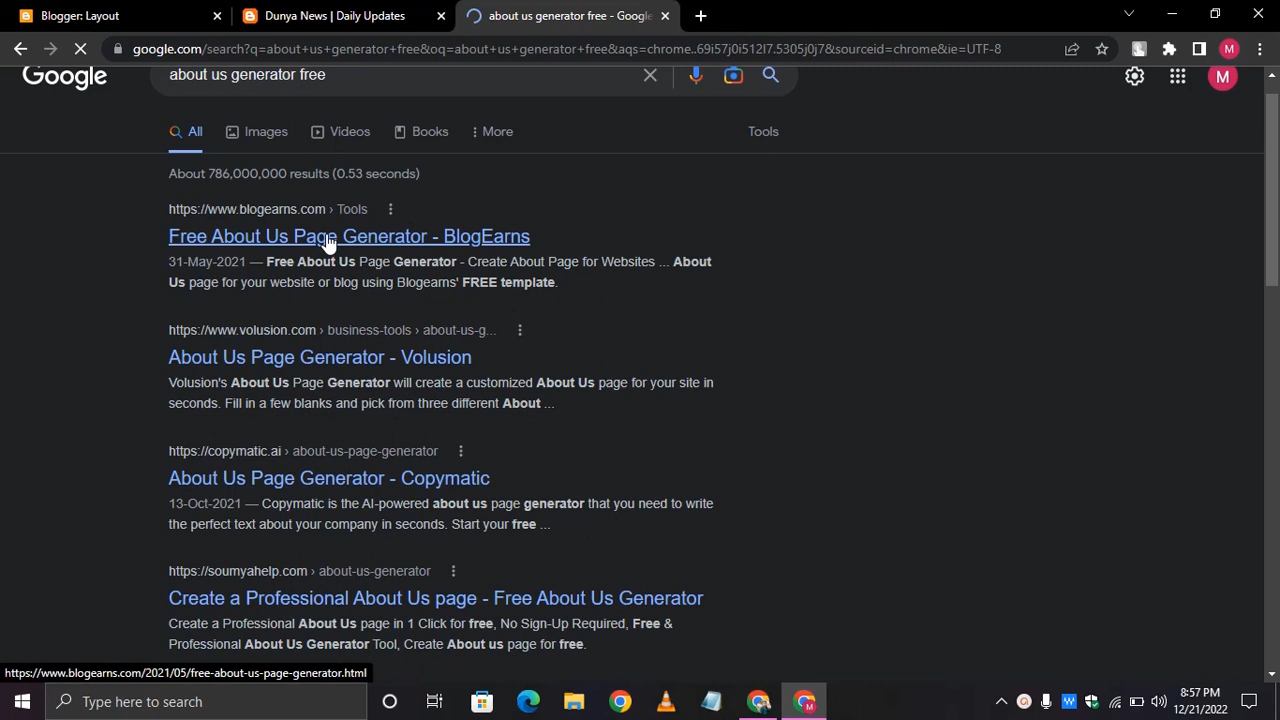 Blogger: Layout
Dunya News | Daily Updates
about us generator free - Google
google.com/search?q=about+us+generator+free&oq=about+us+generator+free&aqs=chrome..69i57j0i512l7.5305j0j7&sourceid=chrome&ie=UTF-8
M
Google
about us generator free
M
All
Images
Videos
Books
More
Tools
About 786,000,000 results (0.53 seconds)
https://www.blogearns.com › Tools
Free About Us Page Generator - BlogEarns
31-May-2021 — Free About Us Page Generator - Create About Page for Websites ... About
Us page for your website or blog using Blogearns' FREE template.
https://www.volusion.com › business-tools › about-us-g...
About Us Page Generator - Volusion
Volusion's About Us Page Generator will create a customized About Us page for your site in
seconds. Fill in a few blanks and pick from three different About ...
https://copymatic.ai › about-us-page-generator
About Us Page Generator - Copymatic
13-Oct-2021 — Copymatic is the AI-powered about us page generator that you need to write
the perfect text about your company in seconds. Start your free ...
https://soumyahelp.com › about-us-generator
Create a Professional About Us page - Free About Us Generator
Create a Professional About Us page in 1 Click for free, No Sign-Up Required, Free &
Professional About Us Generator Tool, Create About us page for free.
https://www.blogearns.com/2021/05/free-about-us-page-generator.html
Type here to search
8:57 PM
12/21/2022